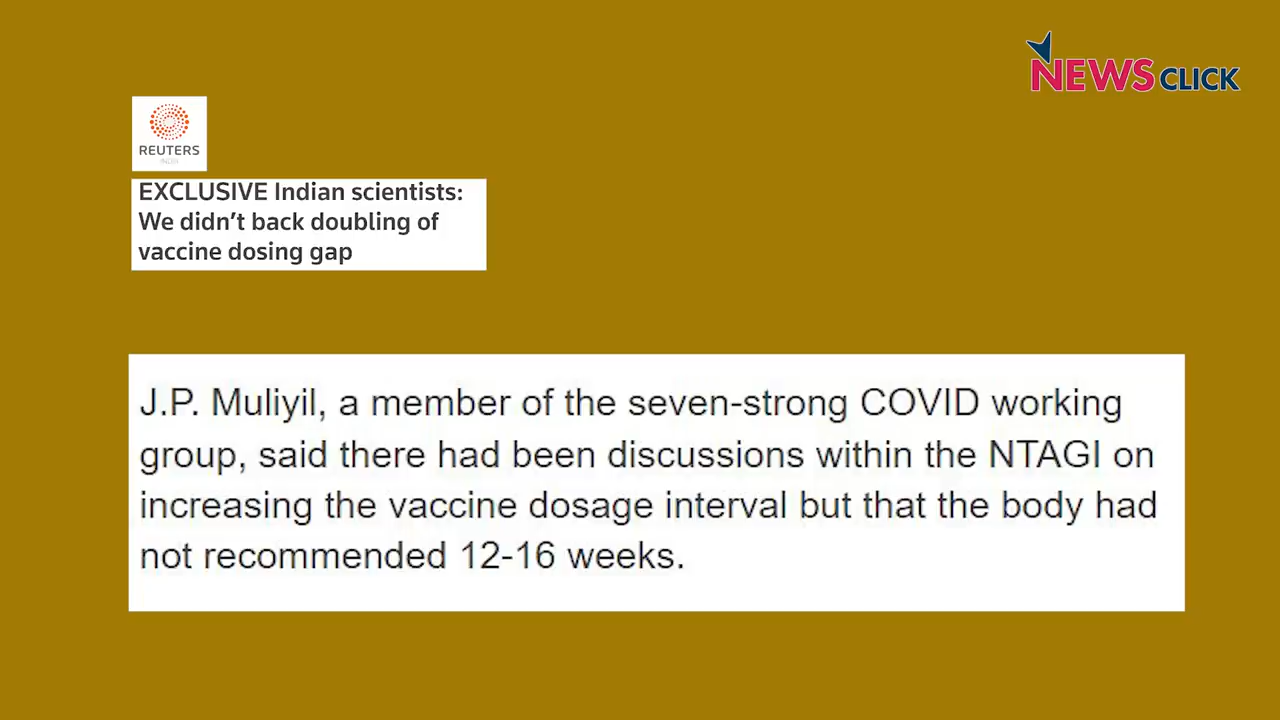 NEWSCLICK
REUTERS
INDIA
EXCLUSIVE Indian scientists:
We didn’t back doubling of
vaccine dosing gap
J.P. Muliyil, a member of the seven-strong COVID working
group, said there had been discussions within the NTAGI on
increasing the vaccine dosage interval but that the body had
not recommended 12-16 weeks.